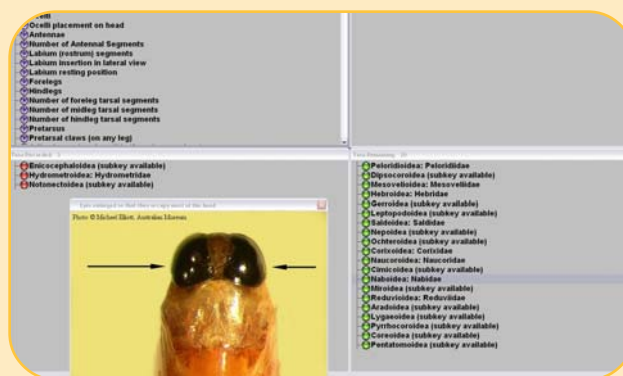 Ocelli placement on head
Antennae
Number of Antennal Segments
Labium (rostrum) segments
Labium insertion in lateral view
Labium resting position
Forelegs
Hindlegs
Number of foreleg tarsal segments
Number of midleg tarsal segments
Number of hindleg tarsal segments
Pretarsus
Pretarsal claws (on any leg)
Enicocephaloidea (subkey available)
Hydrometroidea: Hydrometridae
Notonectoidea (subkey available)
Photo © Michael Elliott, Australian Museum
Peloridioidea: Peloridiidae
Dipsocoroidea (subkey available)
Mesovelioidea: Mesoveliidae
Hebroidea: Hebridae
Gerroidea (subkey available)
Leptopodoidea (subkey available)
Saldoidea: Saldidae
Nepoidea (subkey available)
Ochteroidea (subkey available)
Corixoidea: Corixidae
Naucoroidea: Naucoridae
Cimicoidea (subkey available)
Naboidea: Nabidae
Miroidea (subkey available)
Reduvioidea: Reduviidae
Aradoidea (subkey available)
Lygaeoidea (subkey available)
Pyrrhocoroidea (subkey available)
Coreoidea (subkey available)
Pentatomoidea (subkey available)